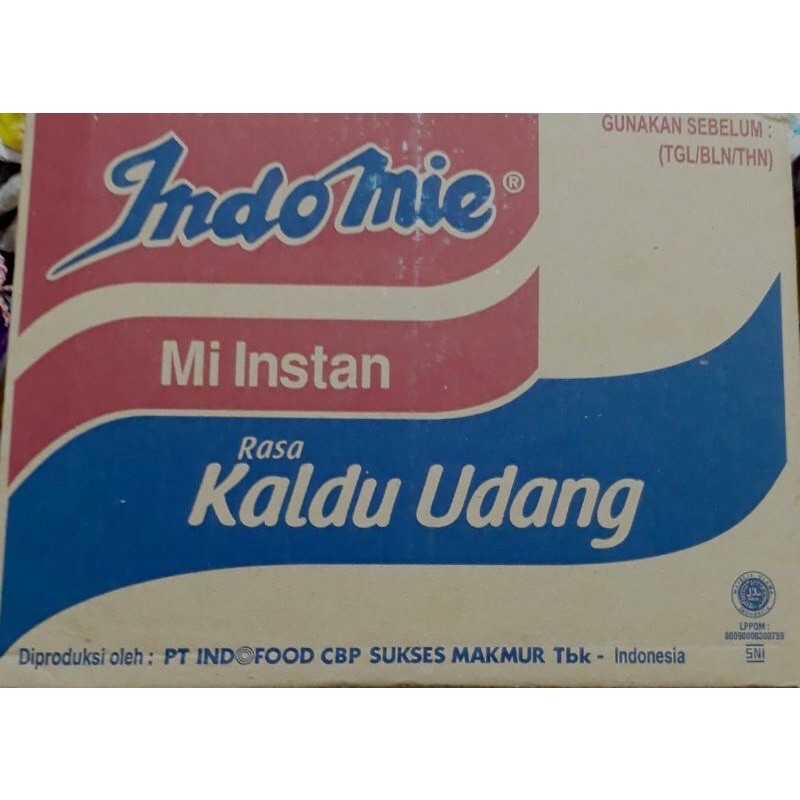 GUNAKAN SEBELUM :
(TGL/BLN/THN)
Indomie®
Mi Instan
Rasa
Kaldu Udang
LPPOM :
00090000300799
SNI
Diproduksi oleh : PT INDOFOOD CBP SUKSES MAKMUR Tbk - Indonesia